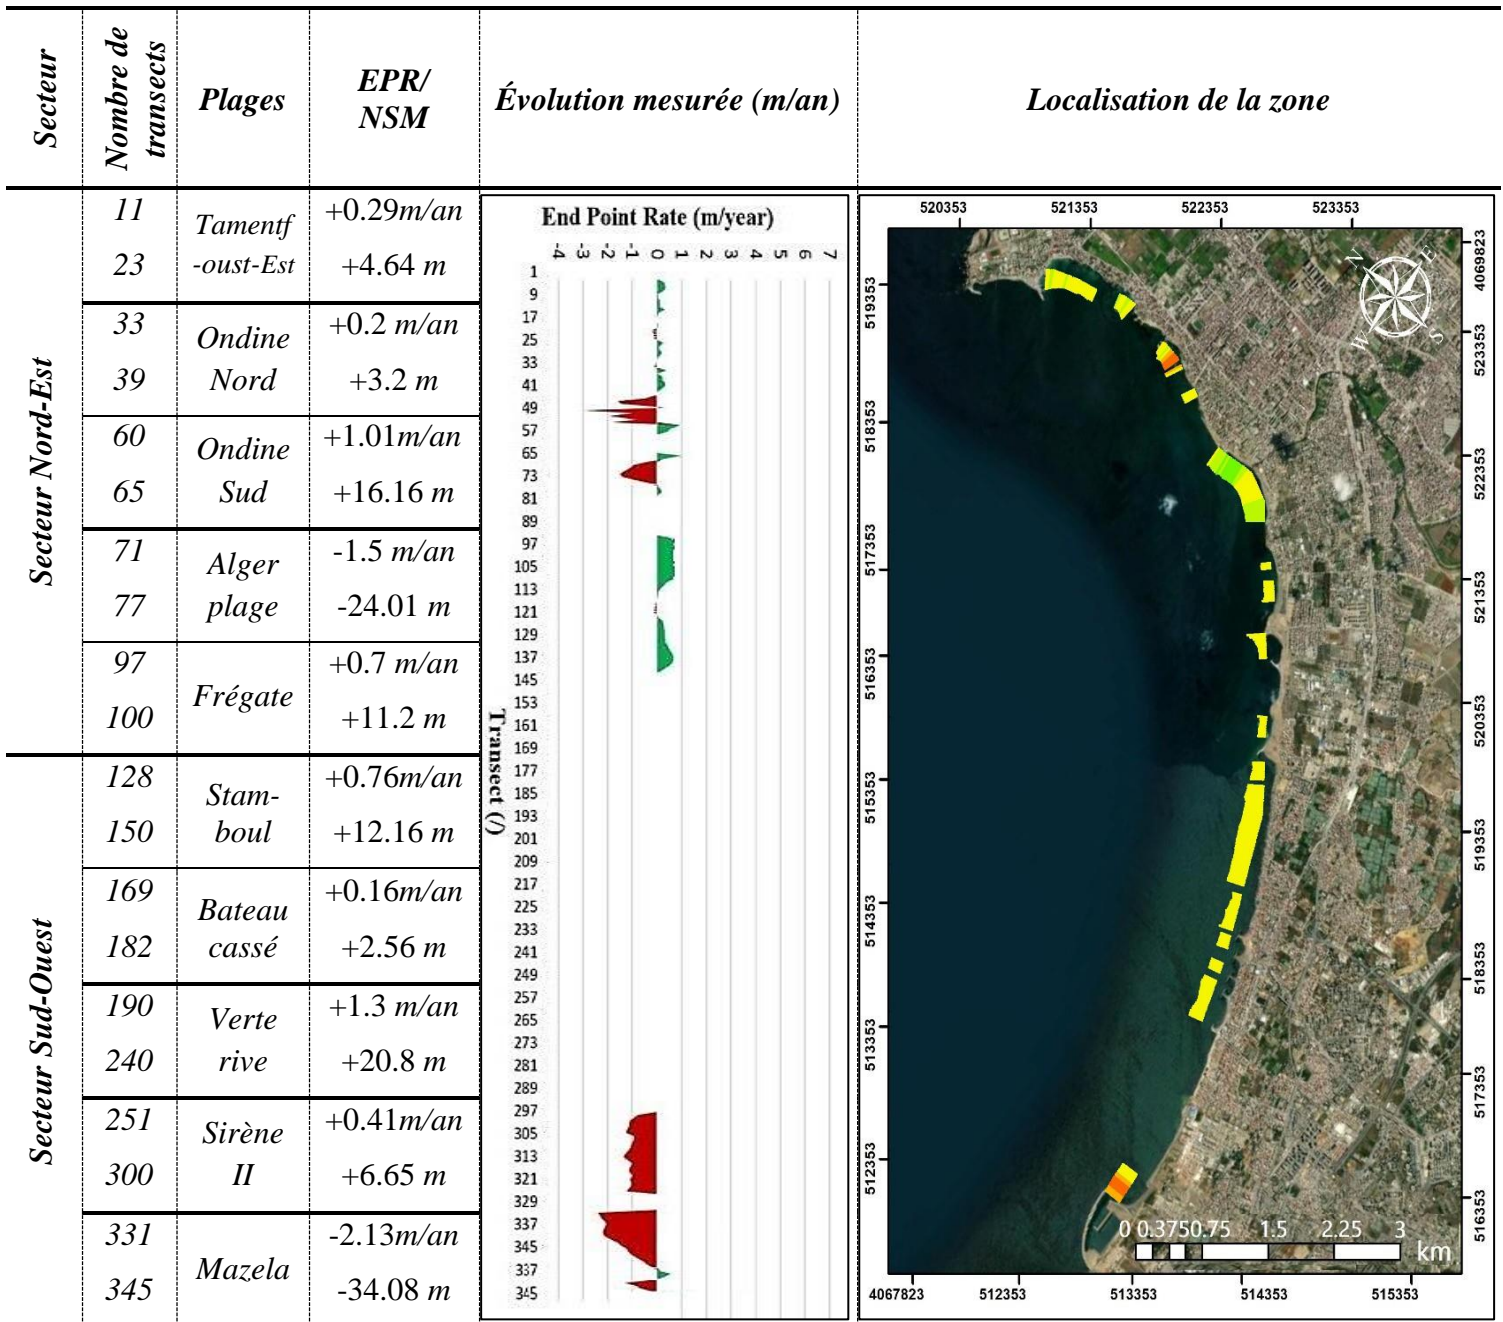 Secteur
Nombre de
transects
Plages
EPR/
NSM
Évolution mesurée (m/an)
Localisation de la zone
Secteur Nord-Est
11
23
Tamentf
-oust-Est
+0.29m/an
+4.64 m
33
39
Ondine
Nord
+0.2 m/an
+3.2 m
60
65
Ondine
Sud
+1.01m/an
+16.16 m
71
77
Alger
plage
-1.5 m/an
-24.01 m
97
100
Frégate
+0.7 m/an
+11.2 m
Secteur Sud-Ouest
128
150
Stam-
boul
+0.76m/an
+12.16 m
169
182
Bateau
cassé
+0.16m/an
+2.56 m
190
240
Verte
rive
+1.3 m/an
+20.8 m
251
300
Sirène
II
+0.41m/an
+6.65 m
331
345
Mazela
-2.13m/an
-34.08 m
End Point Rate (m/year)
-4 -3 -2 -1 0 1 2 3 4 5 6 7
Transect (/)
1
9
17
25
33
41
49
57
65
73
81
89
97
105
113
121
129
137
145
153
161
169
177
185
193
201
209
217
225
233
241
249
257
265
273
281
289
297
305
313
321
329
337
345
337
345
520353 521353 522353 523353
519353
518353
517353
516353
515353
514353
513353
512353
4069823
523353
522353
521353
520353
519353
518353
517353
516353
N
E
W
S
0 0.3750.75 1.5 2.25 3
km
4067823 512353 513353 514353 515353